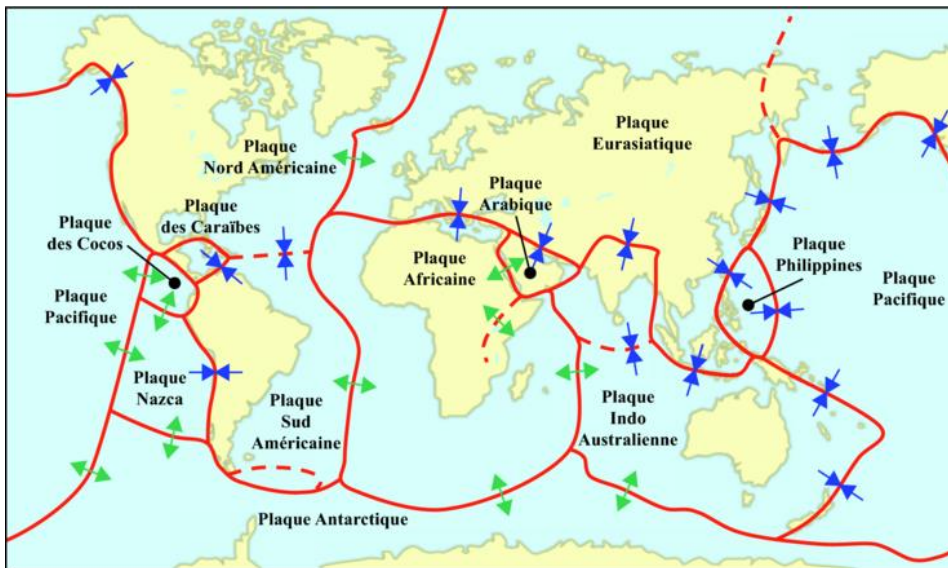 Plaque
Nord Américaine
Plaque
Eurasiatique
Plaque
Arabique
Plaque
des Caraïbes
Plaque
des Cocos
Plaque
Africaine
Plaque
Philippines
Plaque
Pacifique
Plaque
Pacifique
Plaque
Nazca
Plaque
Sud
Américaine
Plaque
Indo
Australienne
Plaque Antarctique